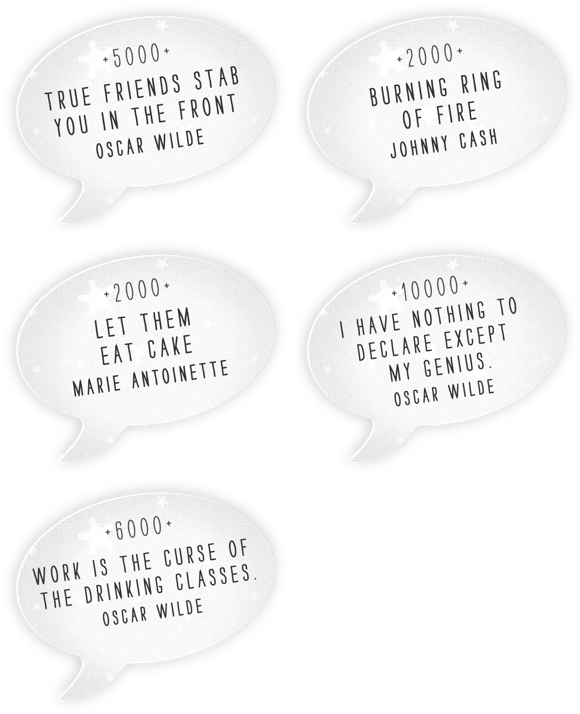 +5000+
TRUE FRIENDS STAB
YOU IN THE FRONT
OSCAR WILDE
+2000+
BURNING RING
OF FIRE
JOHNNY CASH
+2000+
LET THEM
EAT CAKE
MARIE ANTOINETTE
+10000+
I HAVE NOTHING TO
DECLARE EXCEPT
MY GENIUS.
OSCAR WILDE
+6000+
WORK IS THE CURSE OF
THE DRINKING CLASSES.
OSCAR WILDE